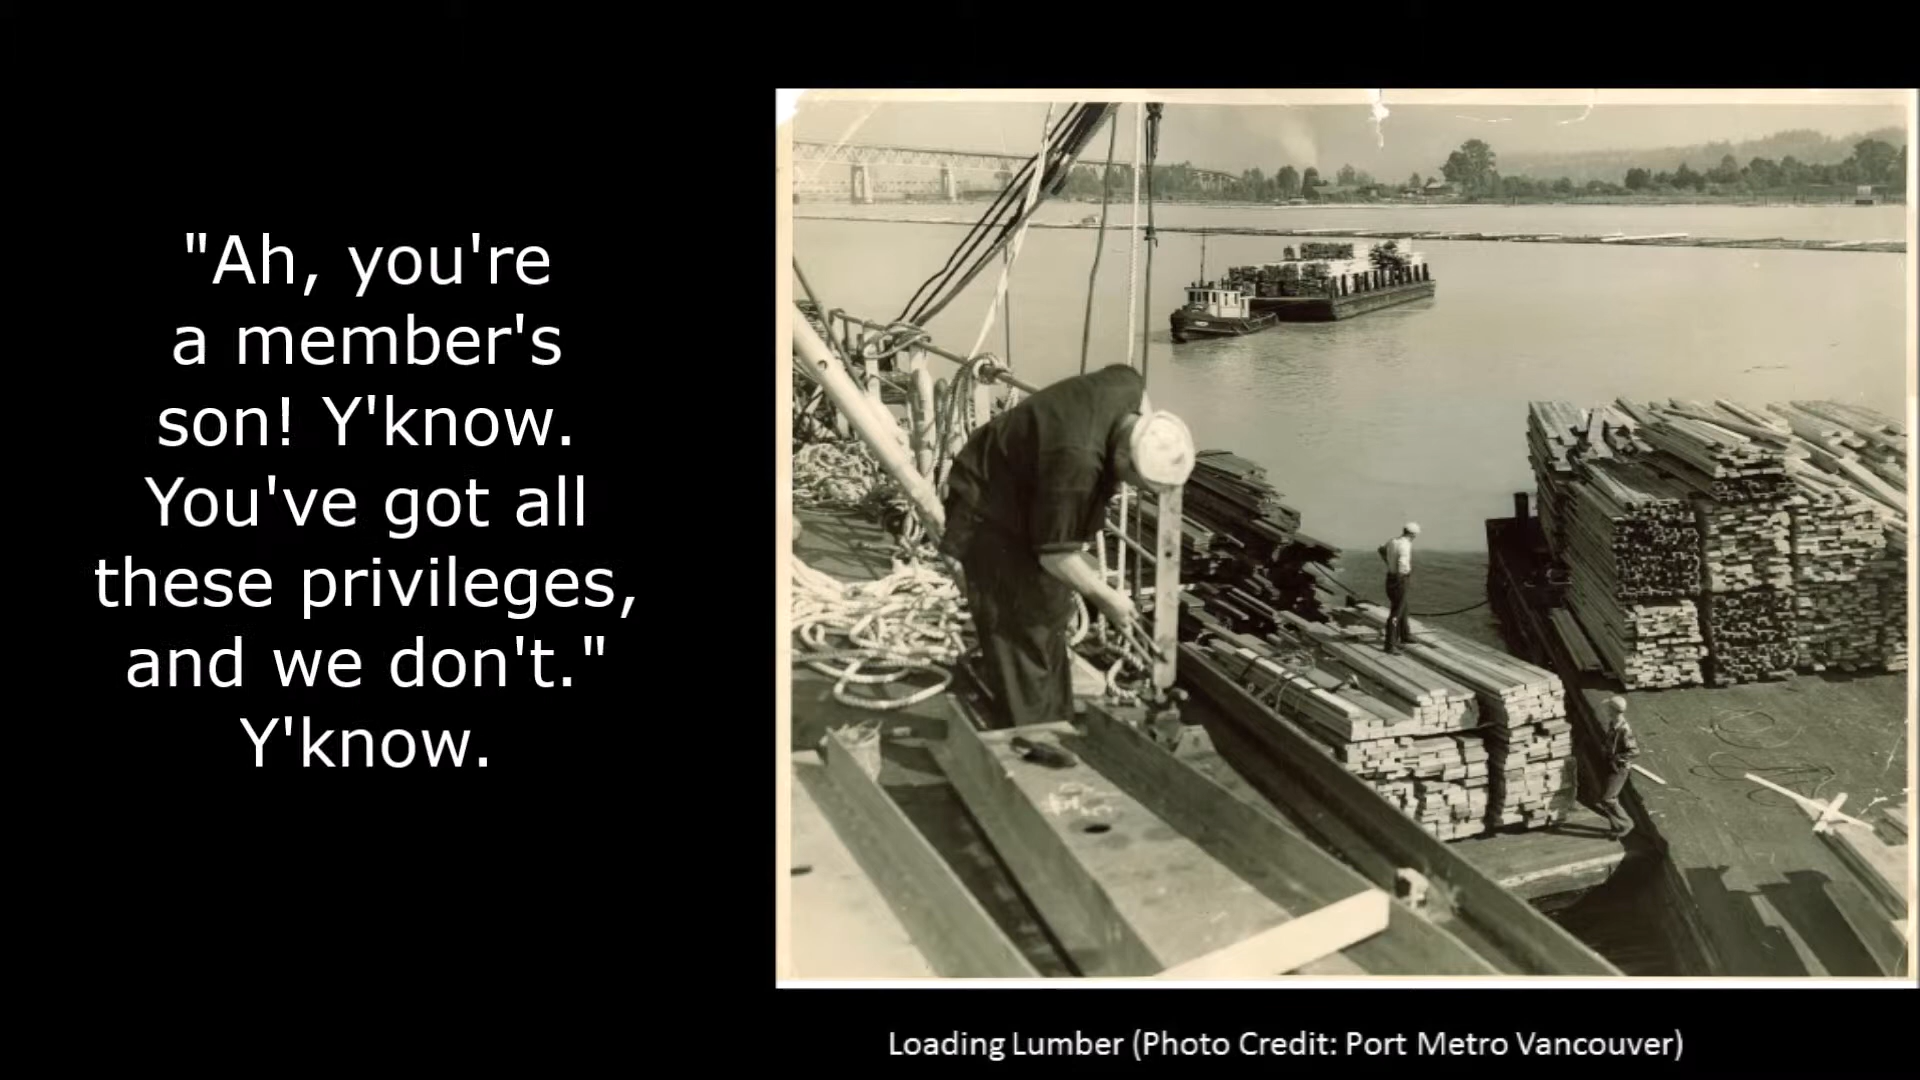 "Ah, you're
a member's
son! Y'know.
You've got all
these privileges,
and we don't."
Y'know.
Loading Lumber (Photo Credit: Port Metro Vancouver)